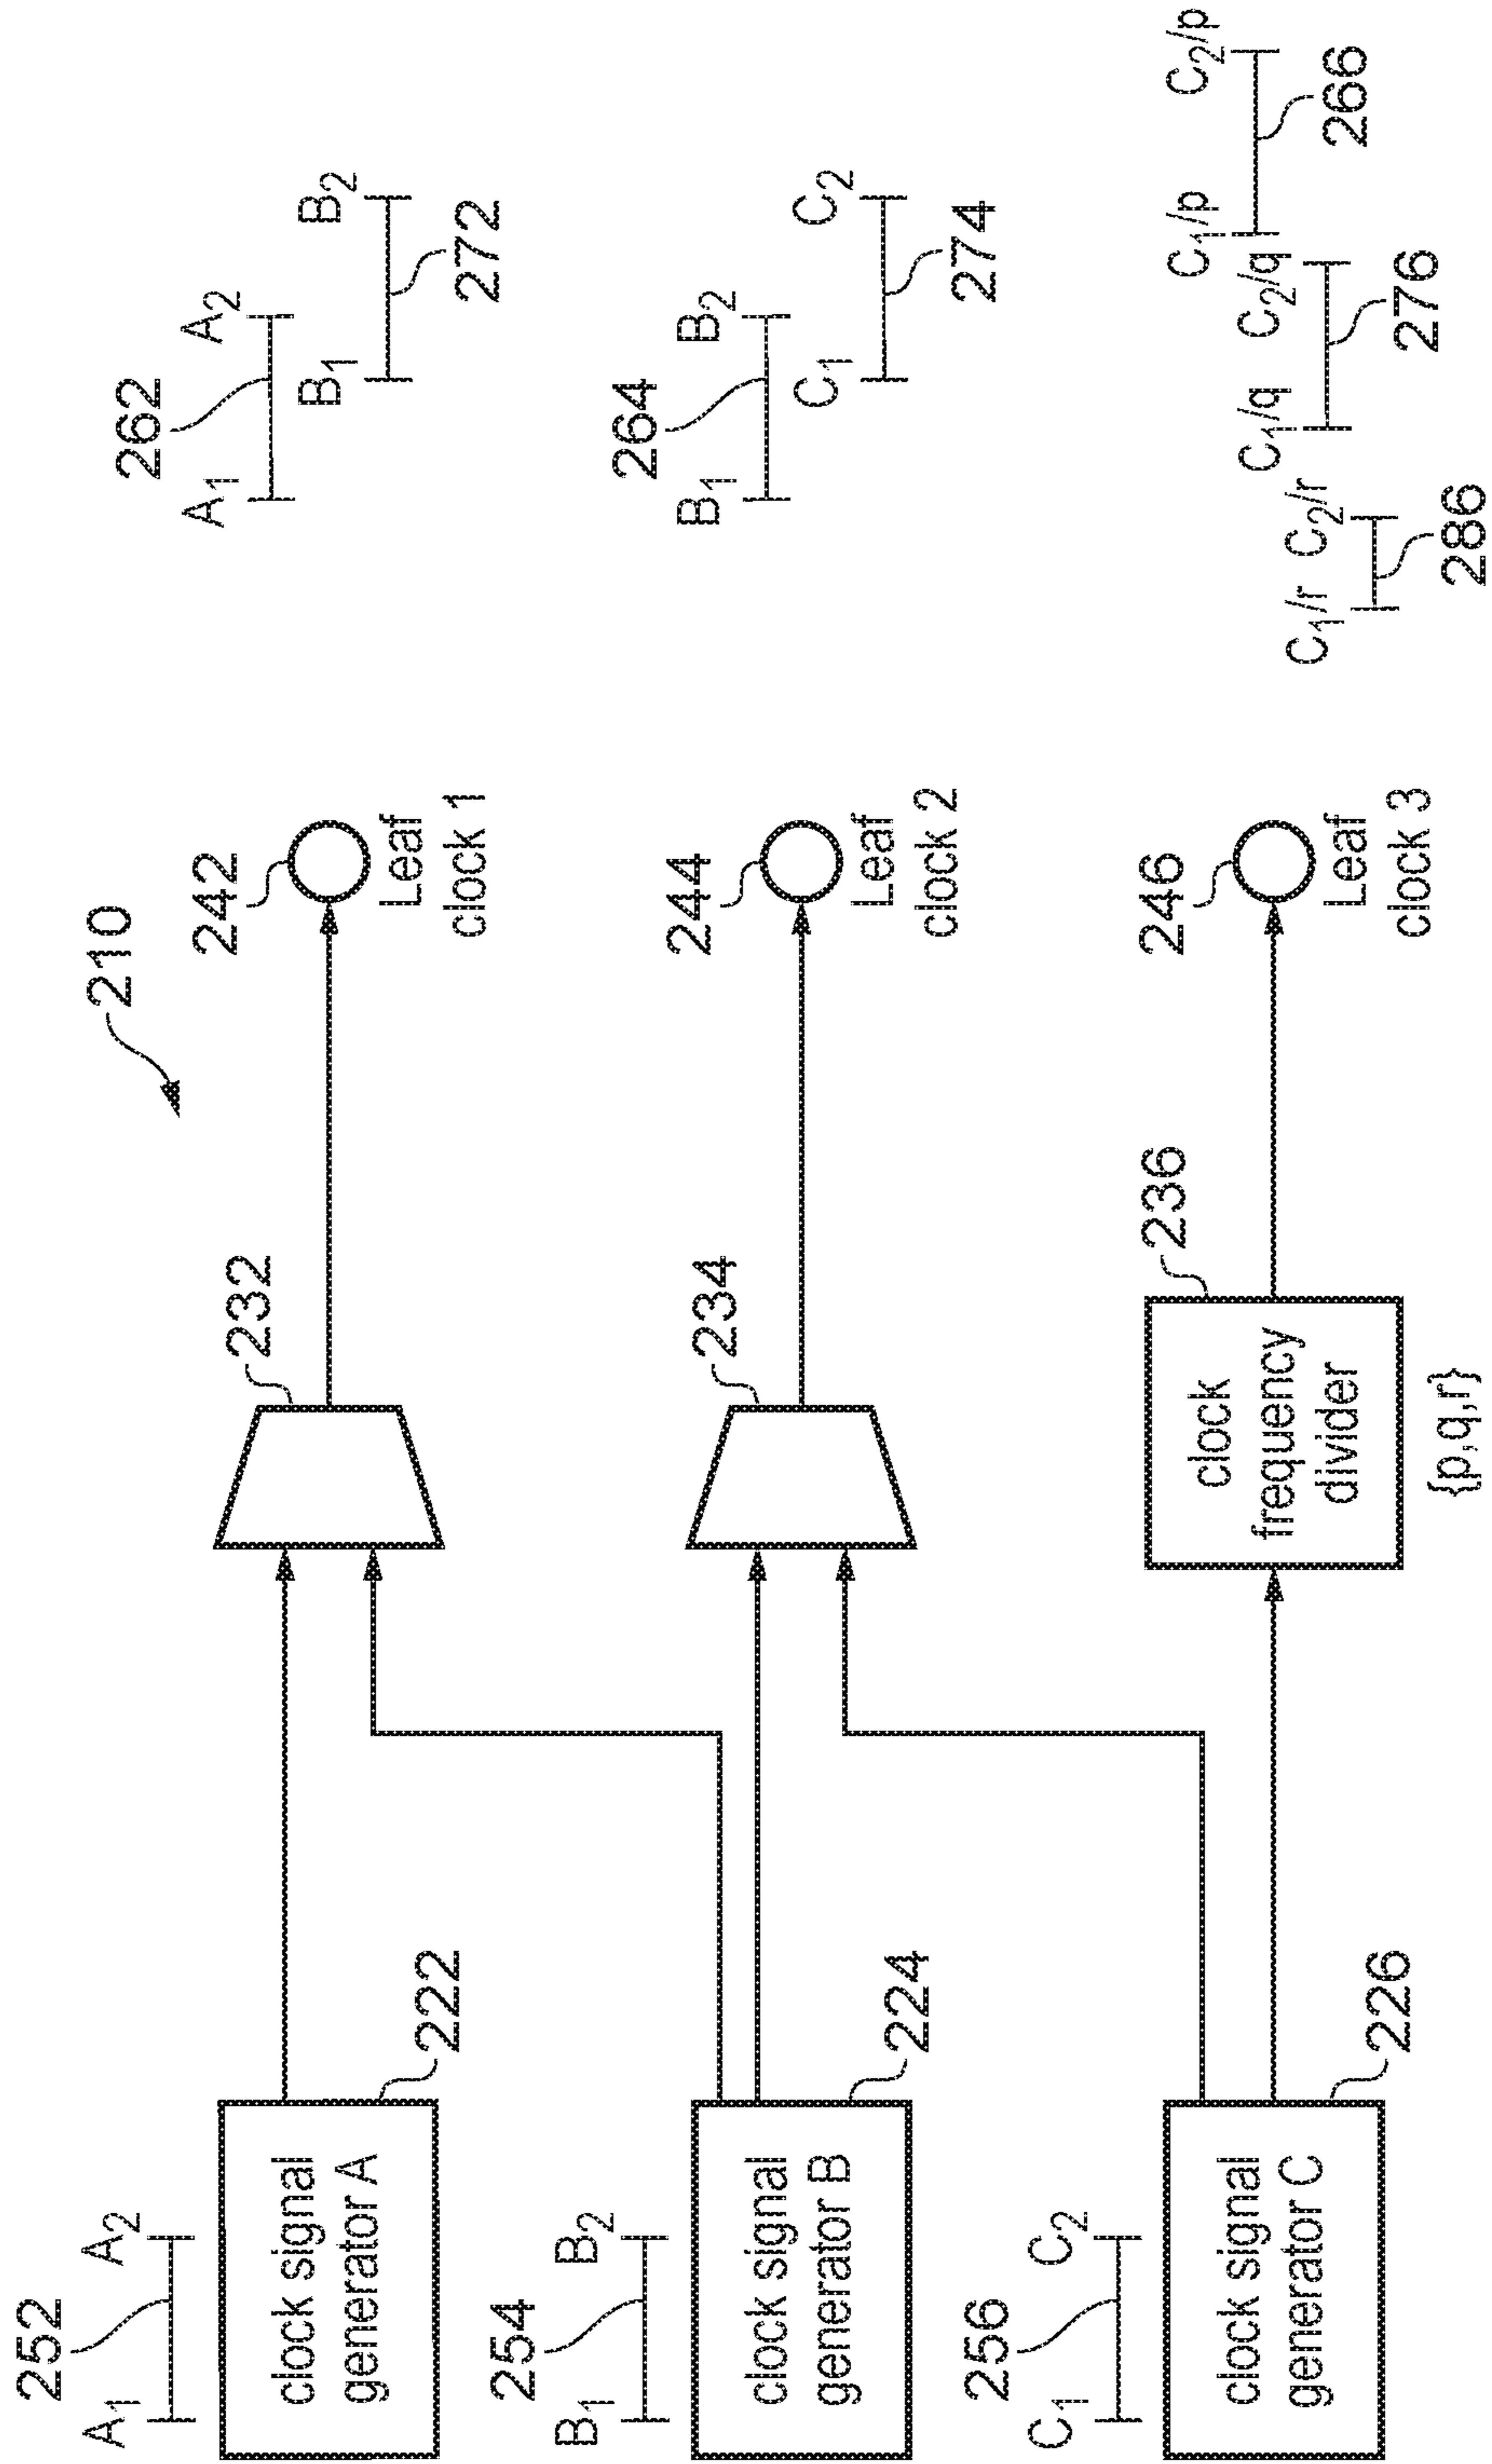 210
252
A1 A2
clock signal
generator A
222
232
242
Leaf
clock 1
262
A1 A2
B1 B2
272
254
B1 B2
clock signal
generator B
224
234
244
Leaf
clock 2
264
B1 B2
C1 C2
274
256
C1 C2
clock signal
generator C
226
236
clock
frequency
divider
{p,q,r}
246
Leaf
clock 3
C1/p C2/p
266
C1/q C2/q
276
C1/r C2/r
286